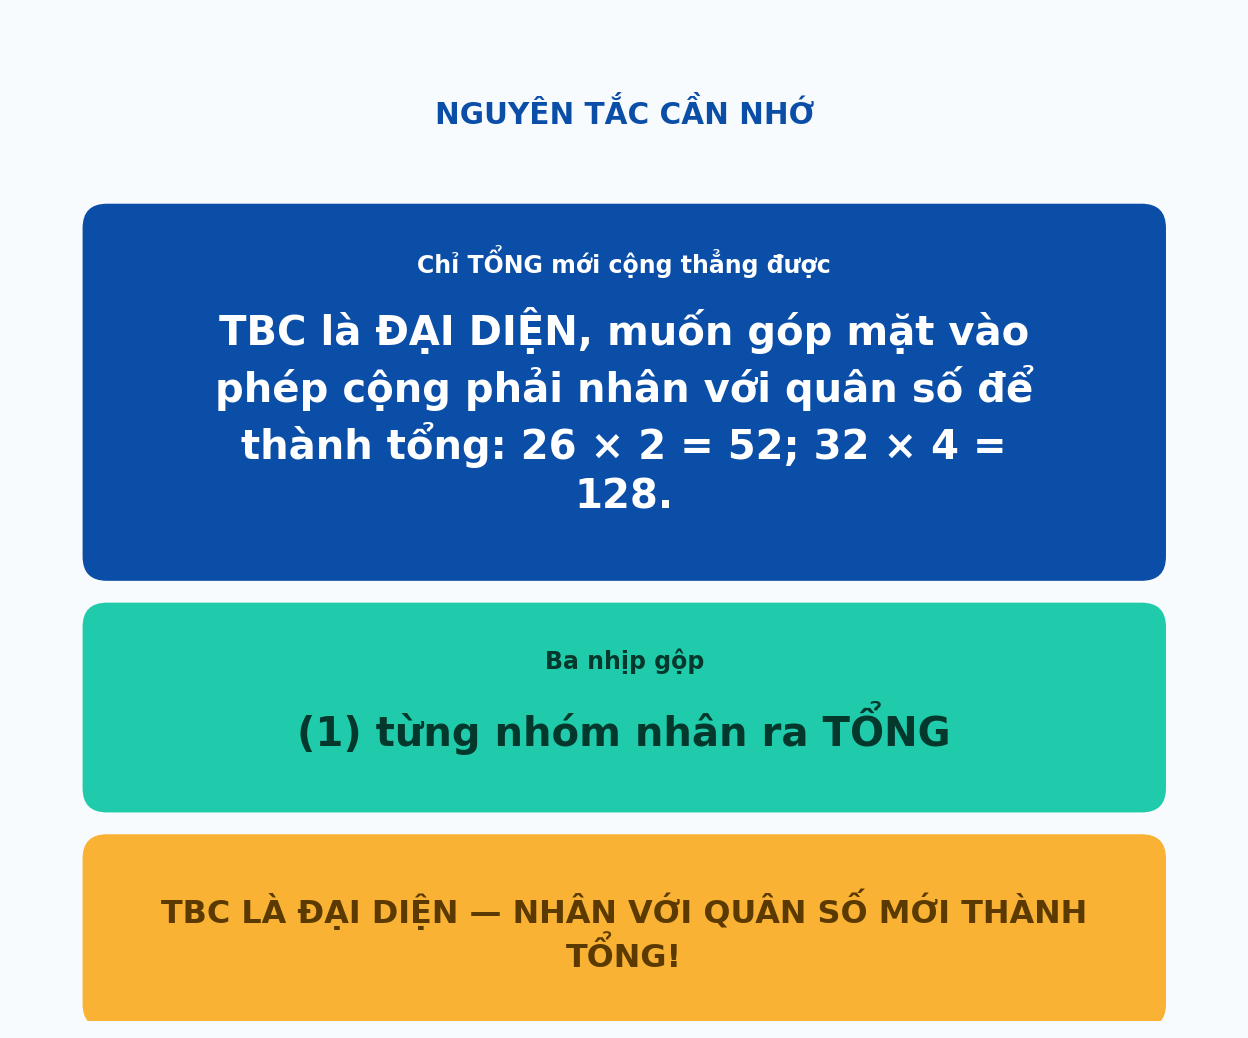 NGUYÊN TẮC CẦN NHỚ
Chỉ TỔNG mới cộng thẳng được
TBC là ĐẠI DIỆN, muốn góp mặt vào
phép cộng phải nhân với quân số để
thành tổng: 26 × 2 = 52; 32 × 4 =
128.
Ba nhịp gộp
(1) từng nhóm nhân ra TỔNG
TBC LÀ ĐẠI DIỆN — NHÂN VỚI QUÂN SỐ MỚI THÀNH
TỔNG!